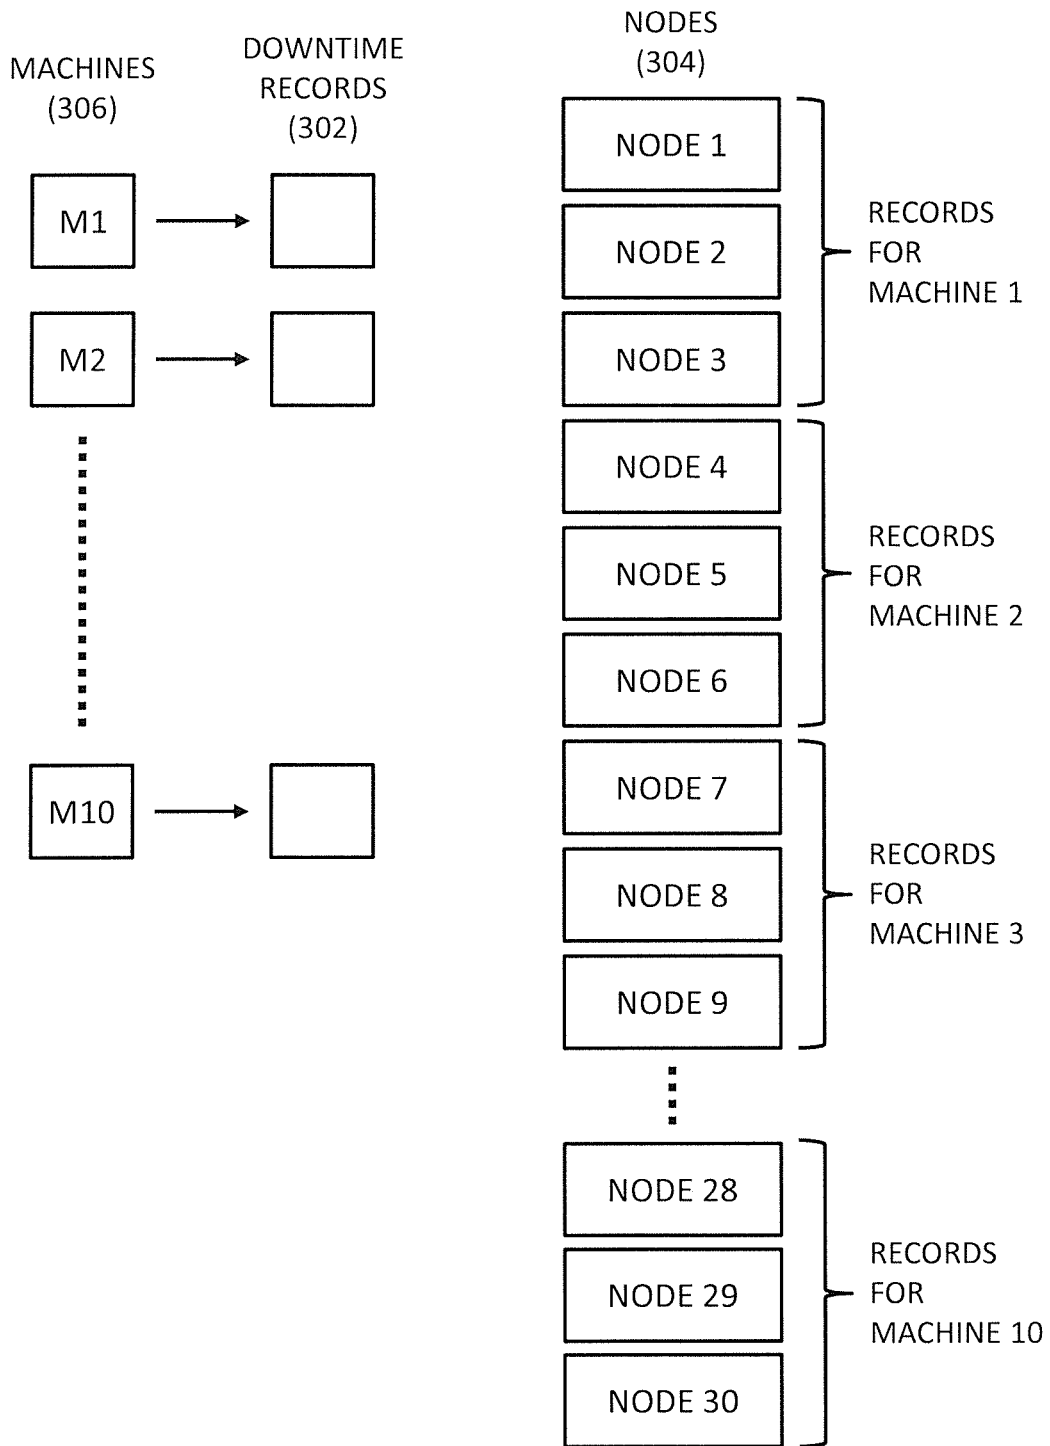 MACHINES
(306)
DOWNTIME
RECORDS
(302)
M1
M2
M10
NODES
(304)
NODE 1
NODE 2
NODE 3
RECORDS
FOR
MACHINE 1
NODE 4
NODE 5
NODE 6
RECORDS
FOR
MACHINE 2
NODE 7
NODE 8
NODE 9
RECORDS
FOR
MACHINE 3
NODE 28
NODE 29
NODE 30
RECORDS
FOR
MACHINE 10